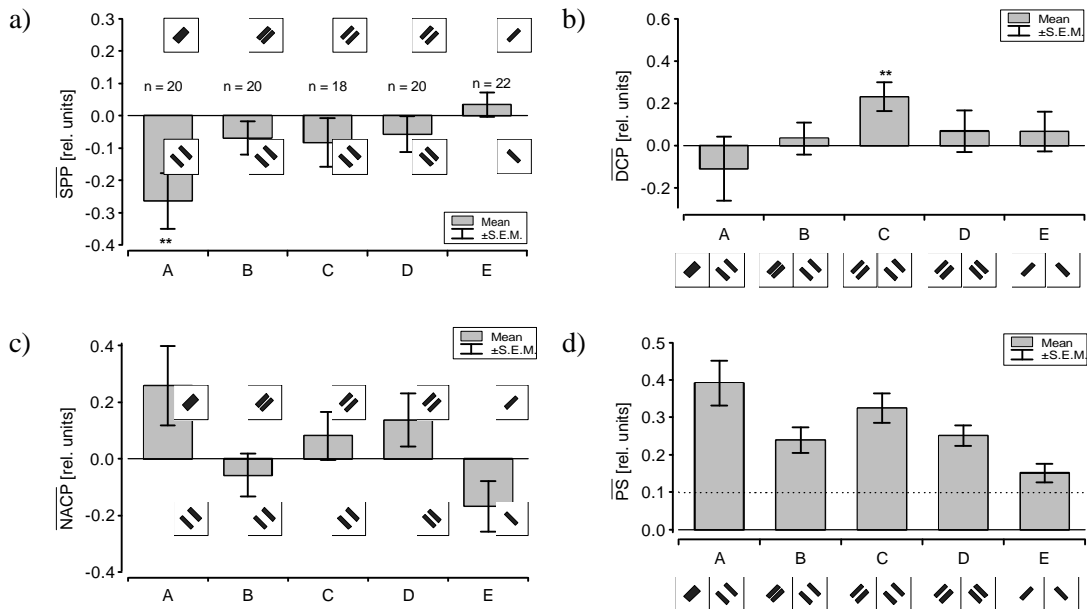 a)
0.3
0.2
0.1
0.0
-0.1
-0.2
-0.3
-0.4
SPP [rel. units]
n = 20 n = 20 n = 18 n = 20 n = 22
**
Mean
±S.E.M.
A B C D E
b)
0.6
0.4
0.2
0.0
-0.2
DCP [rel. units]
**
Mean
±S.E.M.
A B C D E
c)
0.4
0.2
0.0
-0.2
-0.4
NACP [rel. units]
Mean
±S.E.M.
A B C D E
d)
0.5
0.4
0.3
0.2
0.1
0.0
PS [rel. units]
Mean
±S.E.M.
A B C D E